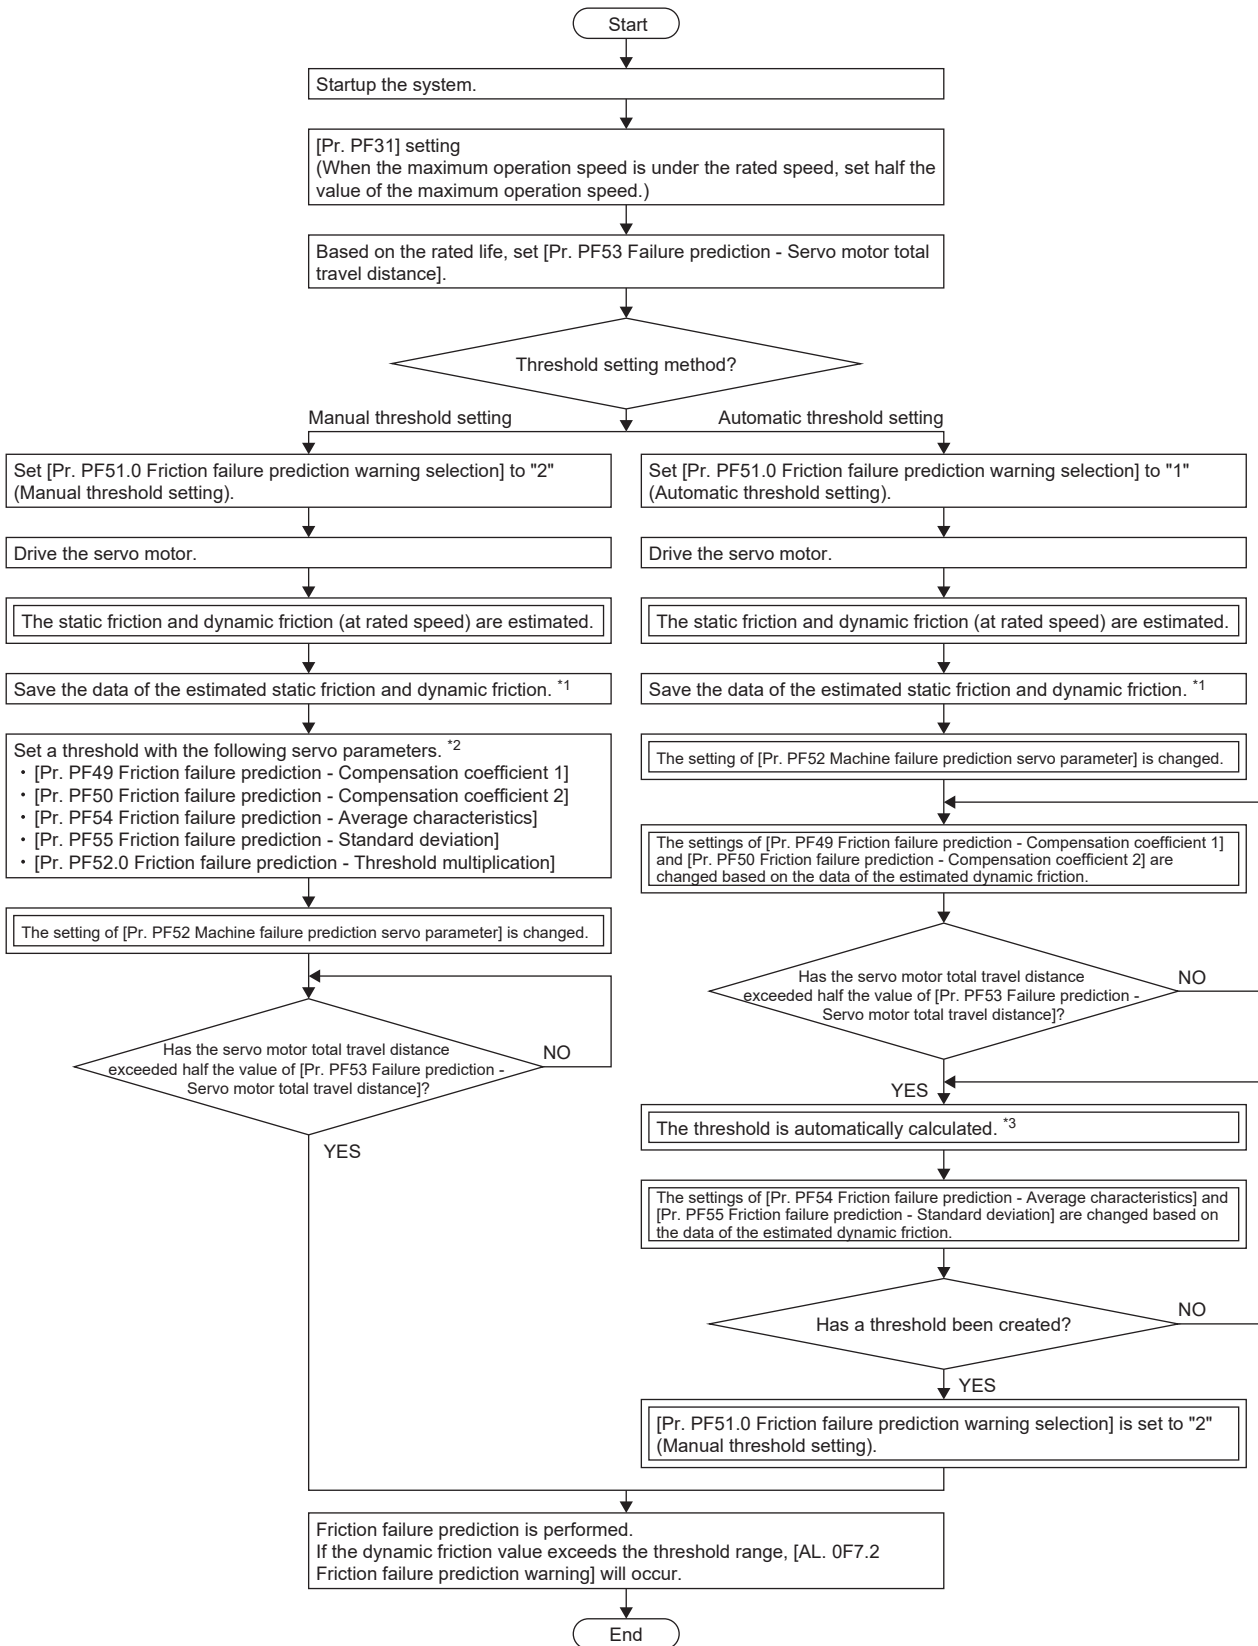 Start
Startup the system.
[Pr. PF31] setting
(When the maximum operation speed is under the rated speed, set half the
value of the maximum operation speed.)
Based on the rated life, set [Pr. PF53 Failure prediction - Servo motor total
travel distance].
Threshold setting method?
Manual threshold setting
Automatic threshold setting
Set [Pr. PF51.0 Friction failure prediction warning selection] to "2"
(Manual threshold setting).
Drive the servo motor.
The static friction and dynamic friction (at rated speed) are estimated.
Save the data of the estimated static friction and dynamic friction. *1
Set a threshold with the following servo parameters. *2
・[Pr. PF49 Friction failure prediction - Compensation coefficient 1]
・[Pr. PF50 Friction failure prediction - Compensation coefficient 2]
・[Pr. PF54 Friction failure prediction - Average characteristics]
・[Pr. PF55 Friction failure prediction - Standard deviation]
・[Pr. PF52.0 Friction failure prediction - Threshold multiplication]
The setting of [Pr. PF52 Machine failure prediction servo parameter] is changed.
Has the servo motor total travel distance
exceeded half the value of [Pr. PF53 Failure prediction -
Servo motor total travel distance]?
NO
YES
Set [Pr. PF51.0 Friction failure prediction warning selection] to "1"
(Automatic threshold setting).
Drive the servo motor.
The static friction and dynamic friction (at rated speed) are estimated.
Save the data of the estimated static friction and dynamic friction. *1
The setting of [Pr. PF52 Machine failure prediction servo parameter] is changed.
The settings of [Pr. PF49 Friction failure prediction - Compensation coefficient 1]
and [Pr. PF50 Friction failure prediction - Compensation coefficient 2] are
changed based on the data of the estimated dynamic friction.
Has the servo motor total travel distance
exceeded half the value of [Pr. PF53 Failure prediction -
Servo motor total travel distance]?
NO
YES
The threshold is automatically calculated. *3
The settings of [Pr. PF54 Friction failure prediction - Average characteristics] and
[Pr. PF55 Friction failure prediction - Standard deviation] are changed based on
the data of the estimated dynamic friction.
Has a threshold been created?
NO
YES
[Pr. PF51.0 Friction failure prediction warning selection] is set to "2"
(Manual threshold setting).
Friction failure prediction is performed.
If the dynamic friction value exceeds the threshold range, [AL. 0F7.2
Friction failure prediction warning] will occur.
End